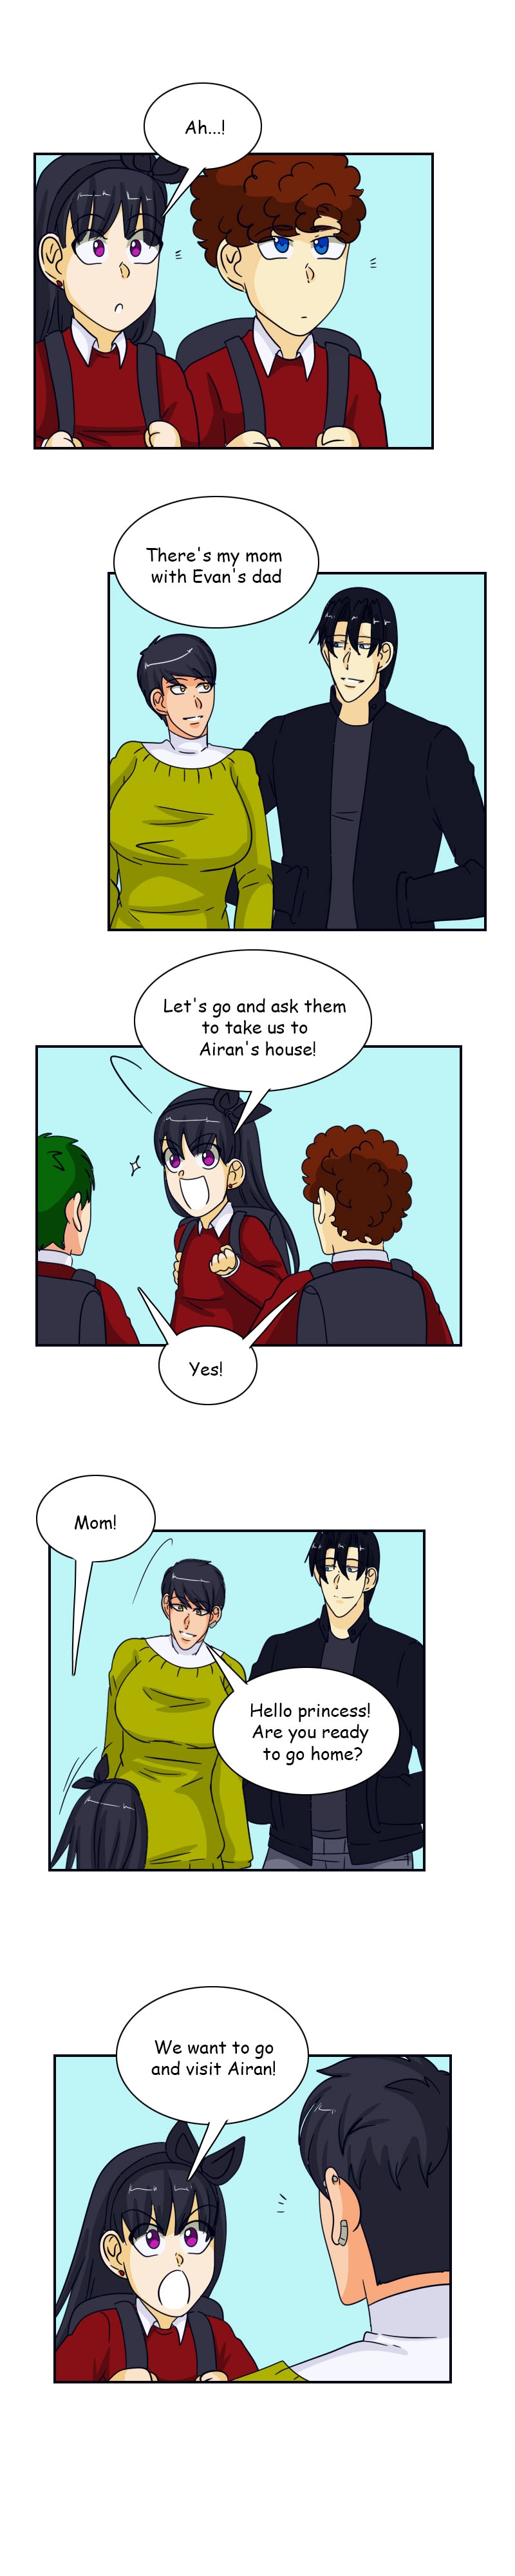 Ah...!
There's my mom
with Evan's dad
Let's go and ask them
to take us to
Airan's house!
Yes!
Mom!
Hello princess!
Are you ready
to go home?
We want to go
and visit Airan!